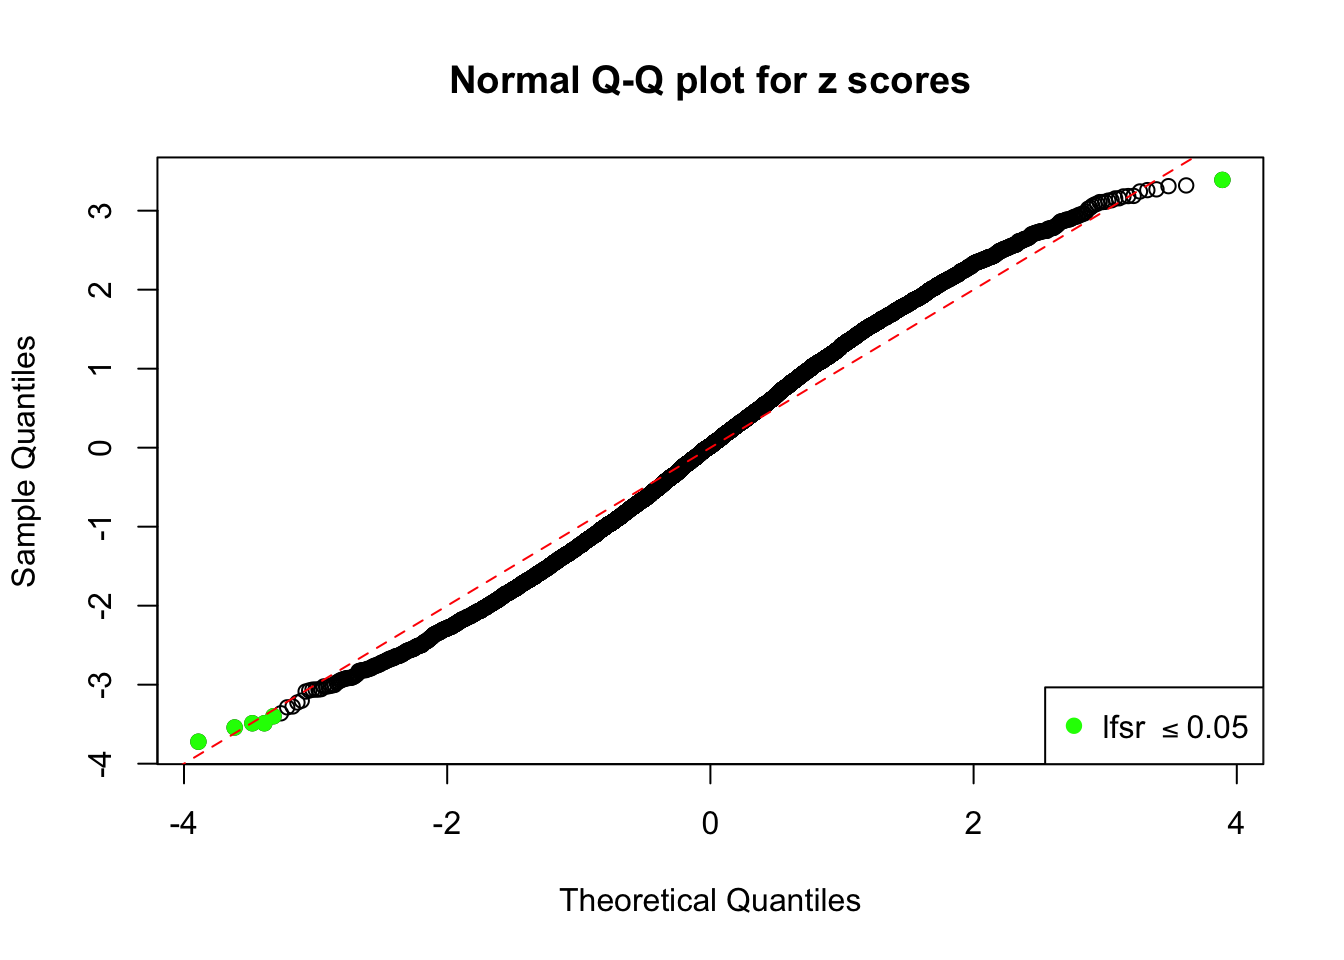 Normal Q-Q plot for z scores
Sample Quantiles
3
2
1
0
-1
-2
-3
-4
lfsr ≤ 0.05
-4 -2 0 2 4
Theoretical Quantiles